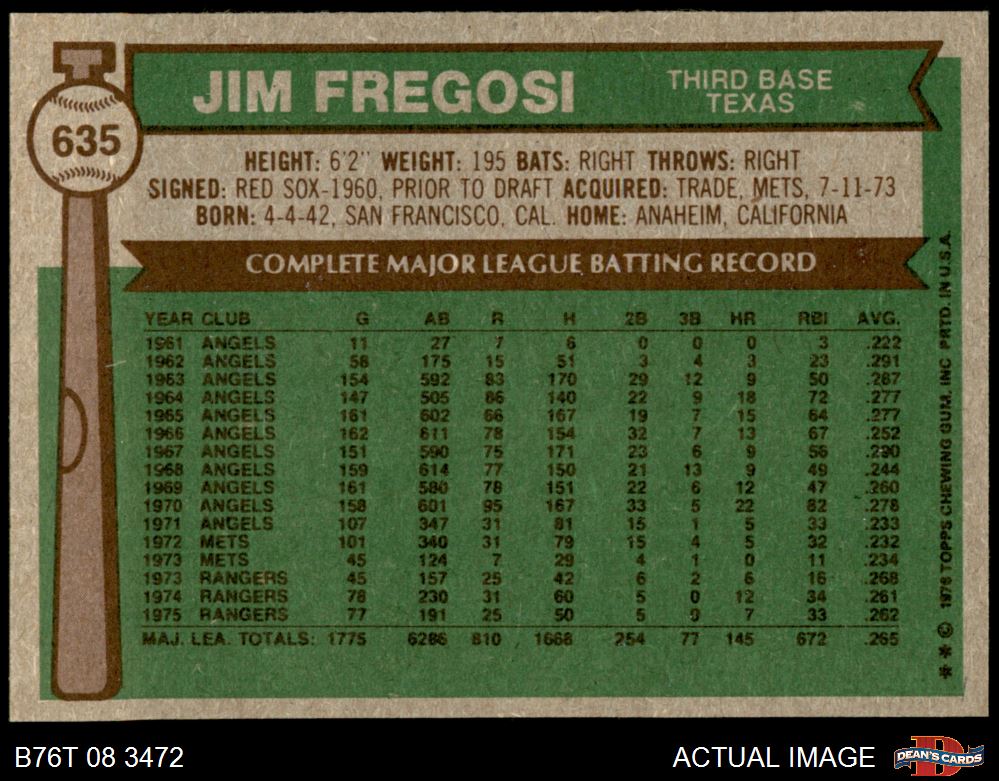 JIM FREGOSI
THIRD BASE
TEXAS
635
HEIGHT: 6'2" WEIGHT: 195 BATS: RIGHT THROWS: RIGHT
SIGNED: RED SOX-1960, PRIOR TO DRAFT ACQUIRED: TRADE, METS, 7-11-73
BORN: 4-4-42, SAN FRANCISCO, CAL. HOME: ANAHEIM, CALIFORNIA
COMPLETE MAJOR LEAGUE BATTING RECORD
YEAR CLUB G AB R H 2B 3B HR RBI AVG.
1961 ANGELS 11 27 7 6 0 0 0 3 .222
1962 ANGELS 58 175 15 51 3 4 3 23 .291
1963 ANGELS 154 592 83 170 29 12 9 50 .287
1964 ANGELS 147 505 86 140 22 9 18 72 .277
1965 ANGELS 161 602 66 167 19 7 15 64 .277
1966 ANGELS 162 611 78 154 32 7 13 67 .252
1967 ANGELS 151 590 75 171 23 6 9 56 .290
1968 ANGELS 159 614 77 150 21 13 9 49 .244
1969 ANGELS 161 580 78 151 22 6 12 47 .260
1970 ANGELS 158 601 95 167 33 5 22 82 .278
1971 ANGELS 107 347 31 81 15 1 5 33 .233
1972 METS 101 340 31 79 15 4 5 32 .232
1973 METS 45 124 7 29 4 1 0 11 .234
1973 RANGERS 45 157 25 42 6 2 6 16 .268
1974 RANGERS 78 230 31 60 5 0 12 34 .261
1975 RANGERS 77 191 25 50 5 0 7 33 .262
MAJ. LEA. TOTALS: 1775 6286 810 1668 254 77 145 672 .265
* * © 1976 TOPPS CHEWING GUM, INC PRTD. IN U.S.A.
B76T 08 3472
ACTUAL IMAGE
DEAN'S CARDS